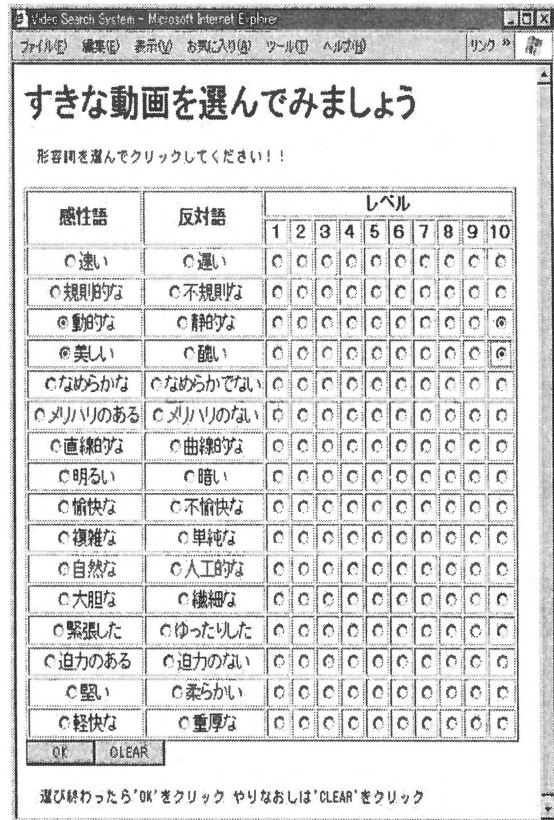 Video Search System - Microsoft Internet Explorer
ファイル(F) 編集(E) 表示(V) お気に入り(A) ツール(T) ヘルプ(H) リンク »
すきな動画を選んでみましょう
形容詞を選んでクリックしてください！！
感性語 反対語 レベル
1 2 3 4 5 6 7 8 9 10
速い 遅い
規則的な 不規則な
動的な 静的な
美しい 醜い
なめらかな なめらかでない
メリハリのある メリハリのない
直線的な 曲線的な
明るい 暗い
愉快な 不愉快な
複雑な 単純な
自然な 人工的な
大胆な 繊細な
緊張した ゆったりした
迫力のある 迫力のない
堅い 柔らかい
軽快な 重厚な
OK CLEAR
選び終わったら'OK'をクリック やりなおしは'CLEAR'をクリック